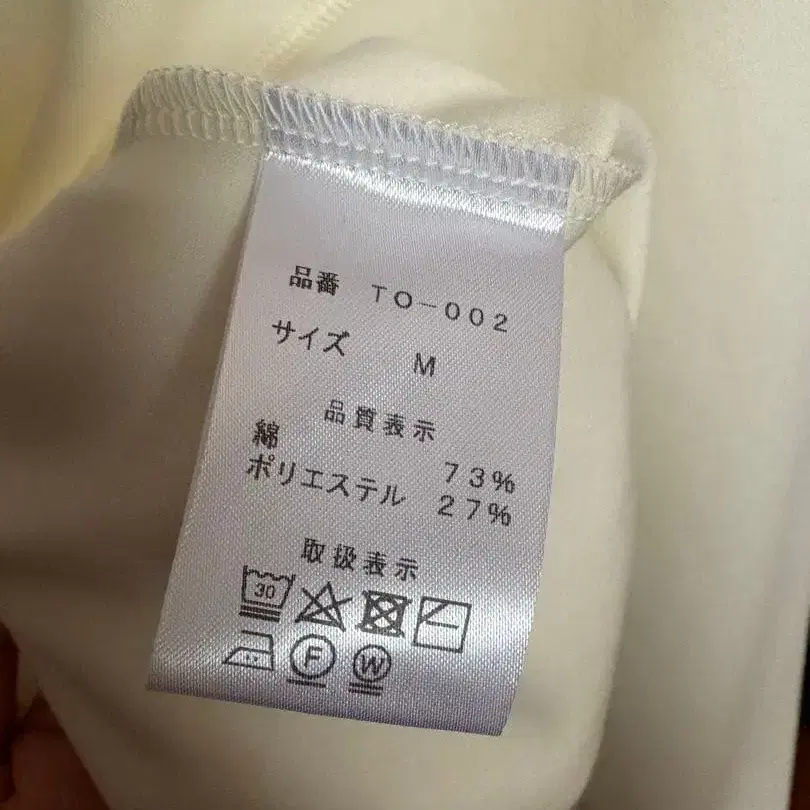 品番 TO-002
サイズ M
品質表示
綿 73%
ポリエステル 27%
取扱表示
30
F W